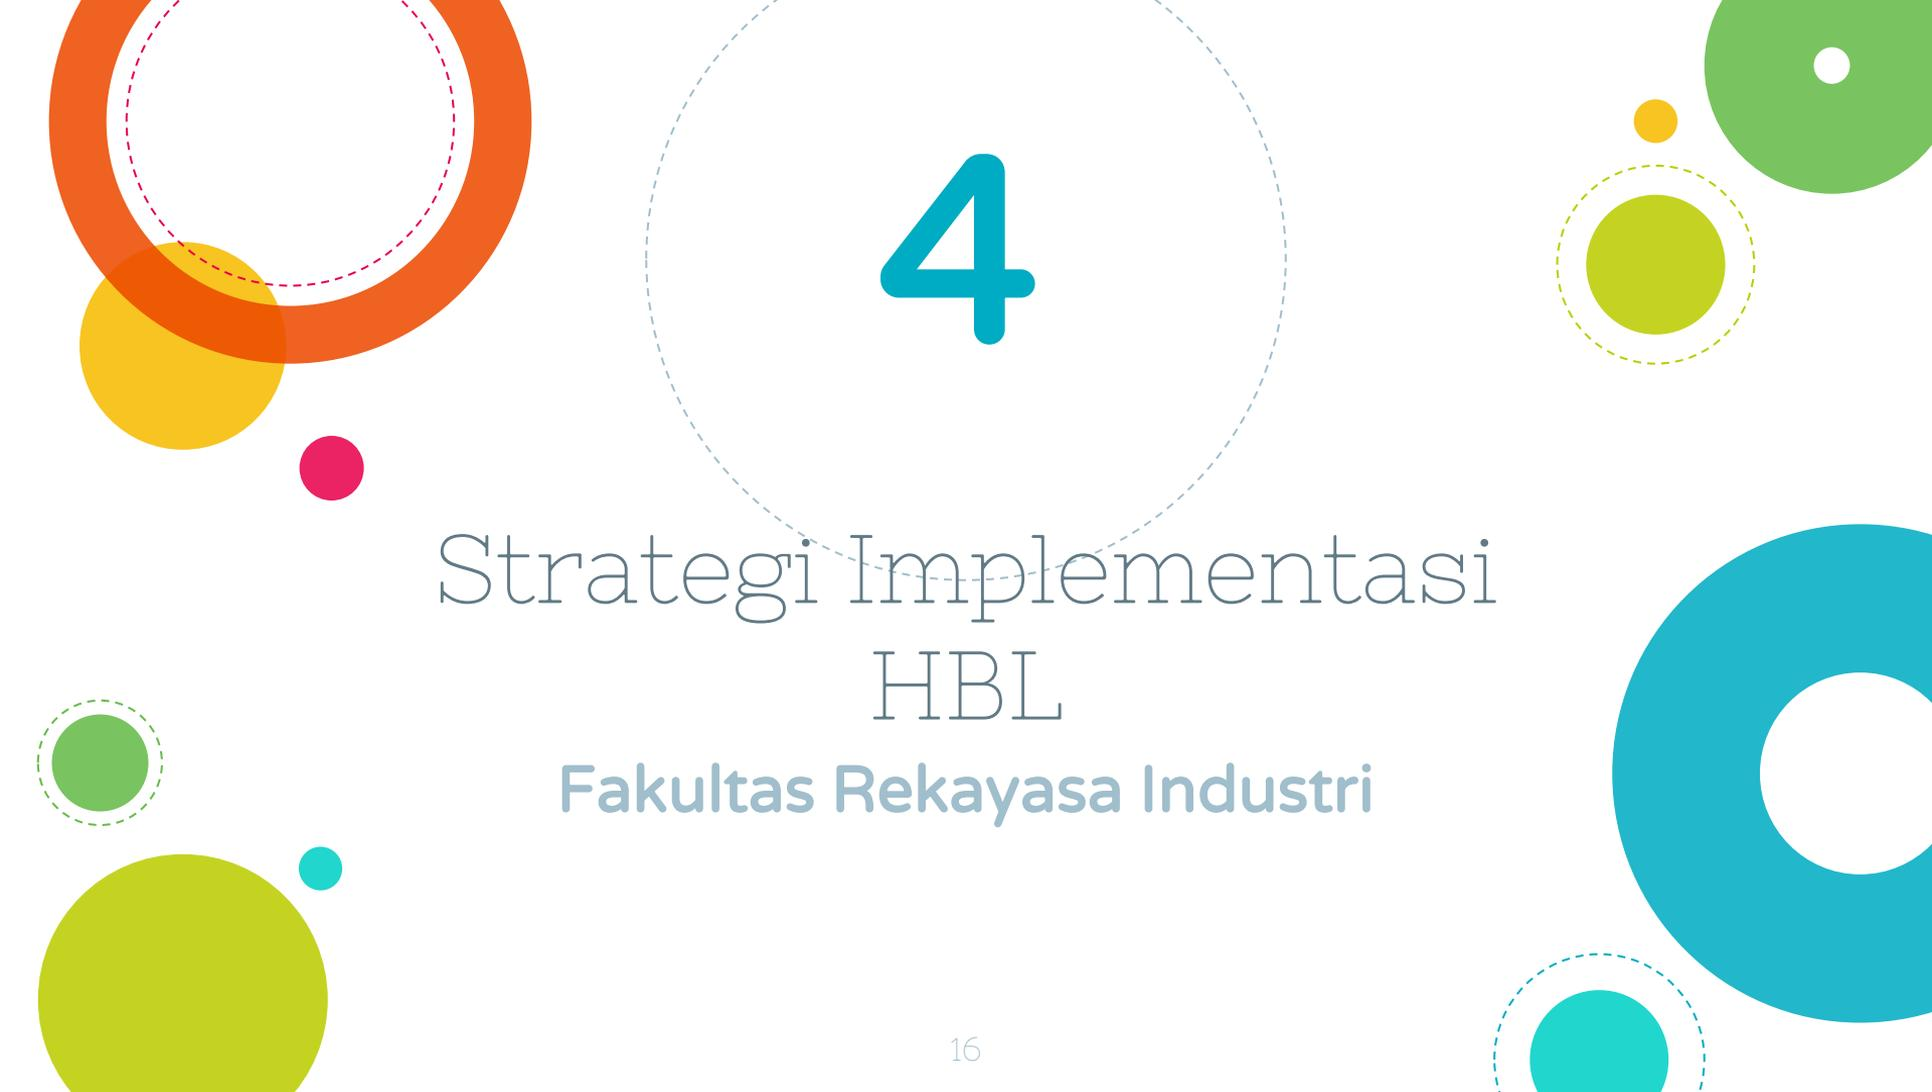 4
Strategi Implementasi
HBL
Fakultas Rekayasa Industri
16